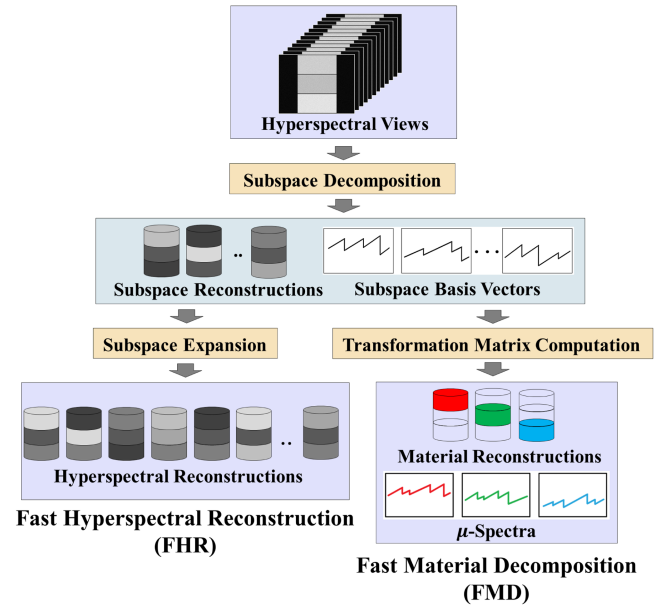 Hyperspectral Views
Subspace Decomposition
..
...
Subspace Reconstructions
Subspace Basis Vectors
Subspace Expansion
Transformation Matrix Computation
..
Hyperspectral Reconstructions
Material Reconstructions
μ-Spectra
Fast Hyperspectral Reconstruction
(FHR)
Fast Material Decomposition
(FMD)